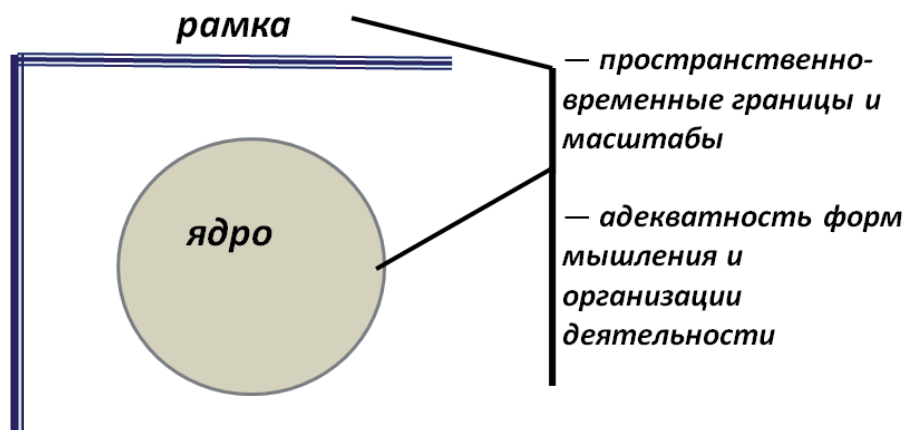 рамка
— пространственно-
временные границы и
масштабы
ядро
— адекватность форм
мышления и
организации
деятельности